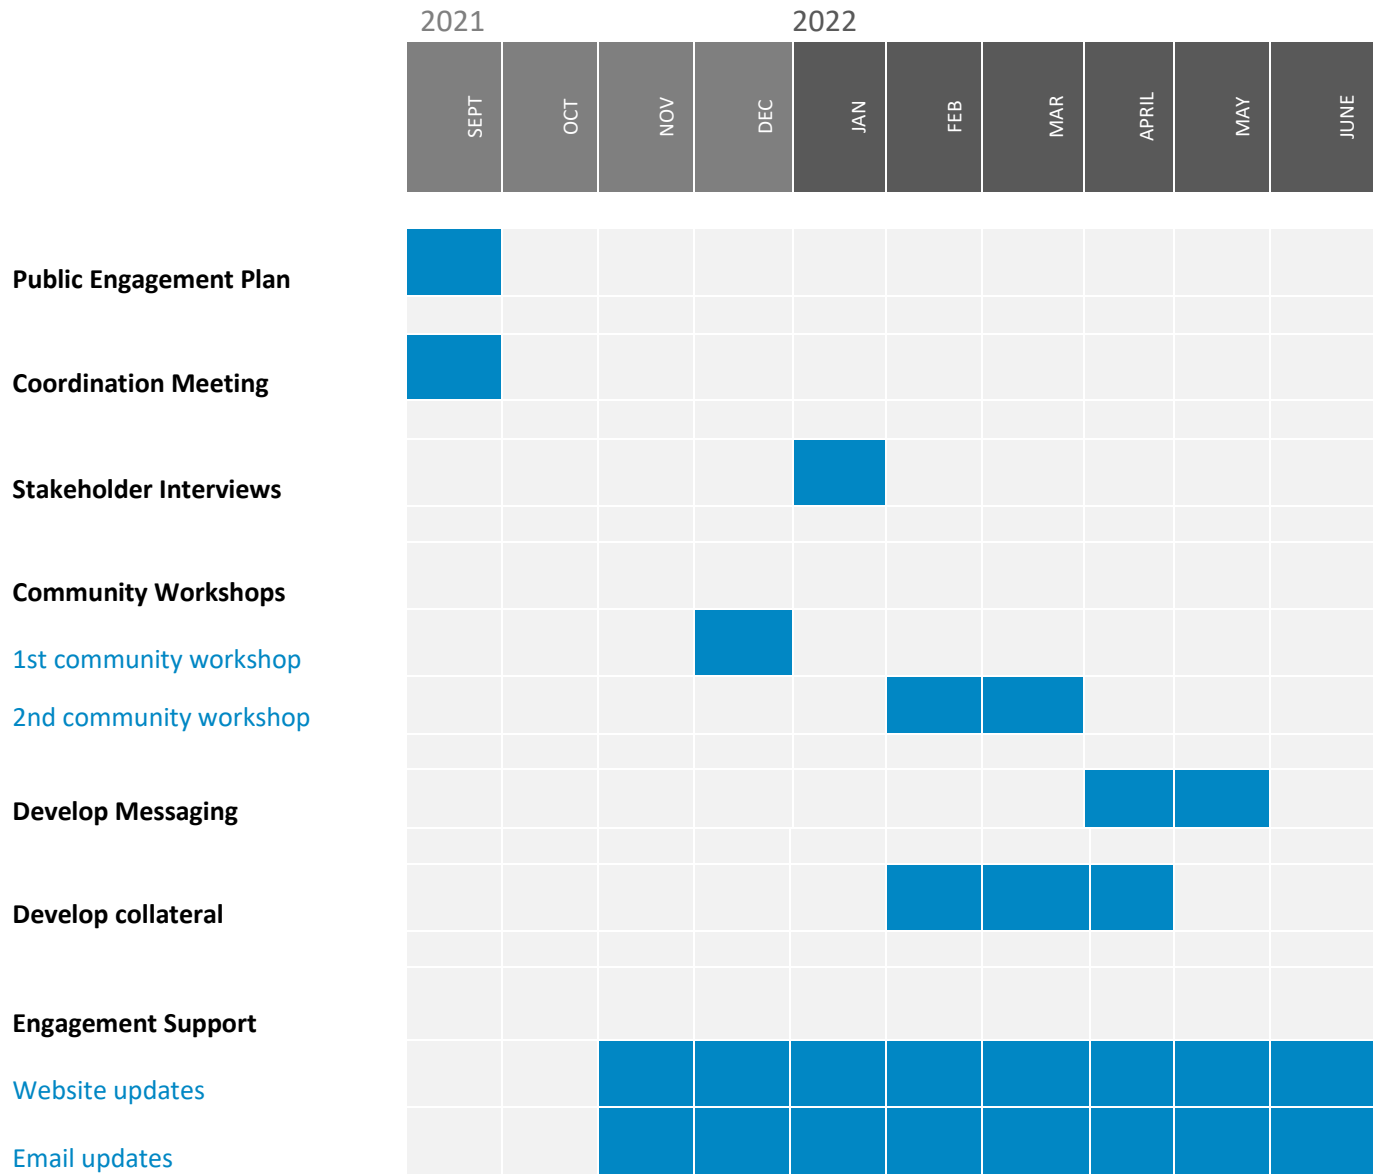 2021 2022
SEPT OCT NOV DEC JAN FEB MAR APRIL MAY JUNE
Public Engagement Plan
Coordination Meeting
Stakeholder Interviews
Community Workshops
1st community workshop
2nd community workshop
Develop Messaging
Develop collateral
Engagement Support
Website updates
Email updates